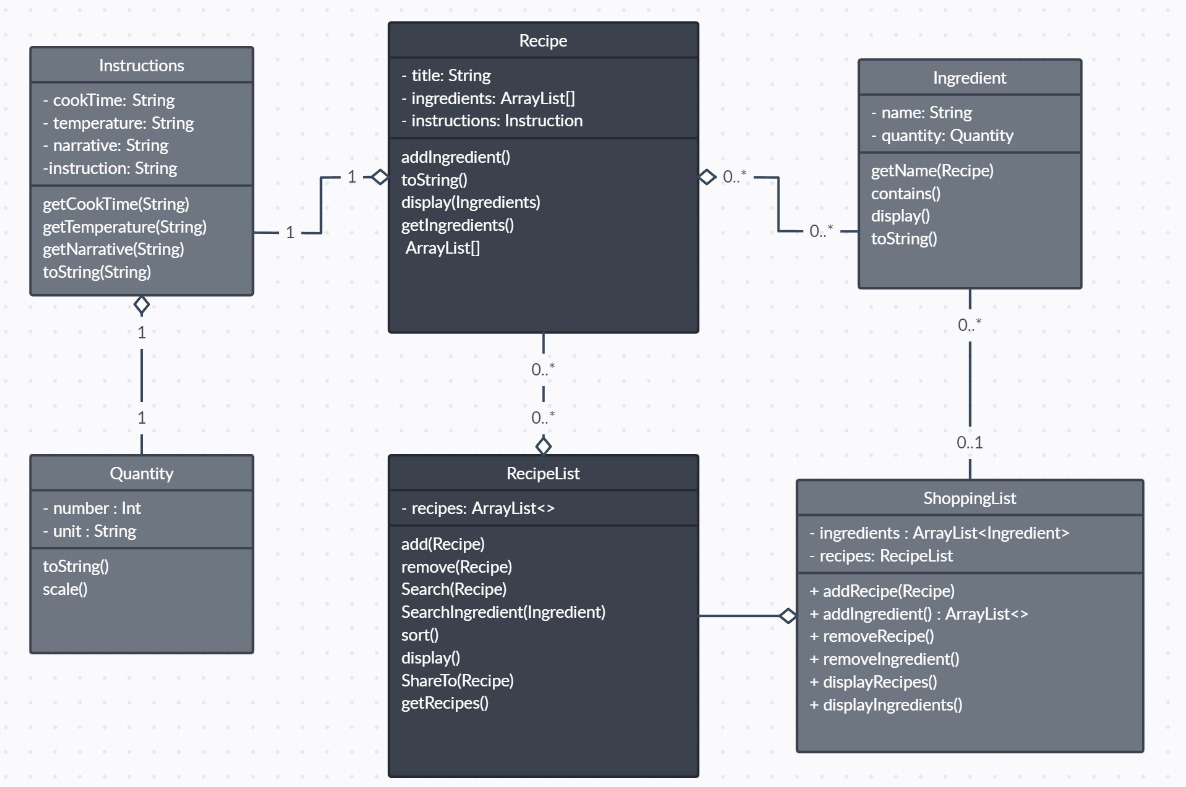 Instructions
- cookTime: String
- temperature: String
- narrative: String
-instruction: String
getCookTime(String)
getTemperature(String)
getNarrative(String)
toString(String)
Recipe
- title: String
- ingredients: ArrayList[]
- instructions: Instruction
addIngredient()
toString()
display(Ingredients)
getIngredients()
ArrayList[]
Ingredient
- name: String
- quantity: Quantity
getName(Recipe)
contains()
display()
toString()
1
1
0..*
0..*
1
1
0..*
0..*
0..*
0..1
Quantity
- number : Int
- unit : String
toString()
scale()
RecipeList
- recipes: ArrayList<>
add(Recipe)
remove(Recipe)
Search(Recipe)
SearchIngredient(Ingredient)
sort()
display()
ShareTo(Recipe)
getRecipes()
ShoppingList
- ingredients : ArrayList<Ingredient>
- recipes: RecipeList
+ addRecipe(Recipe)
+ addIngredient() : ArrayList<>
+ removeRecipe()
+ removeIngredient()
+ displayRecipes()
+ displayIngredients()